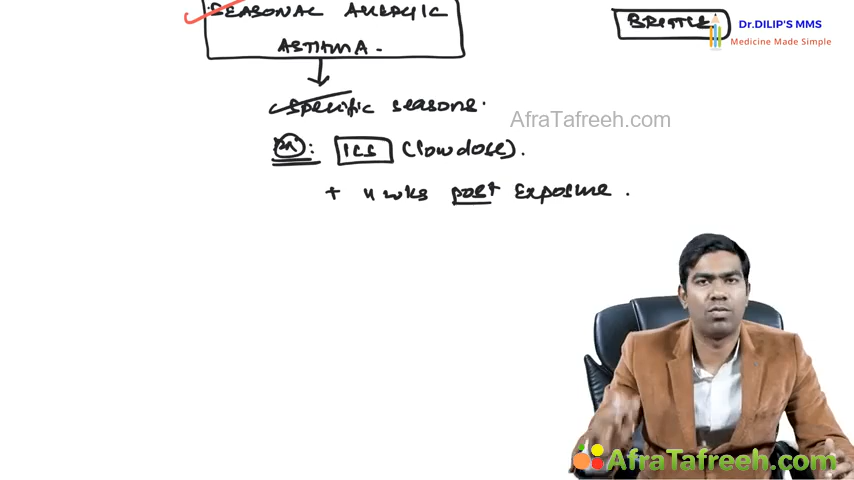 SEASONAL ALLERGIC
ASTHMA.
specific seasons.
Rx: ICS (low dose).
+ 4 wks post Exposure.
BRITTLE
Dr.DILIP'S MMS
Medicine Made Simple
AfraTafreeh.com
AfraTafreeh.com